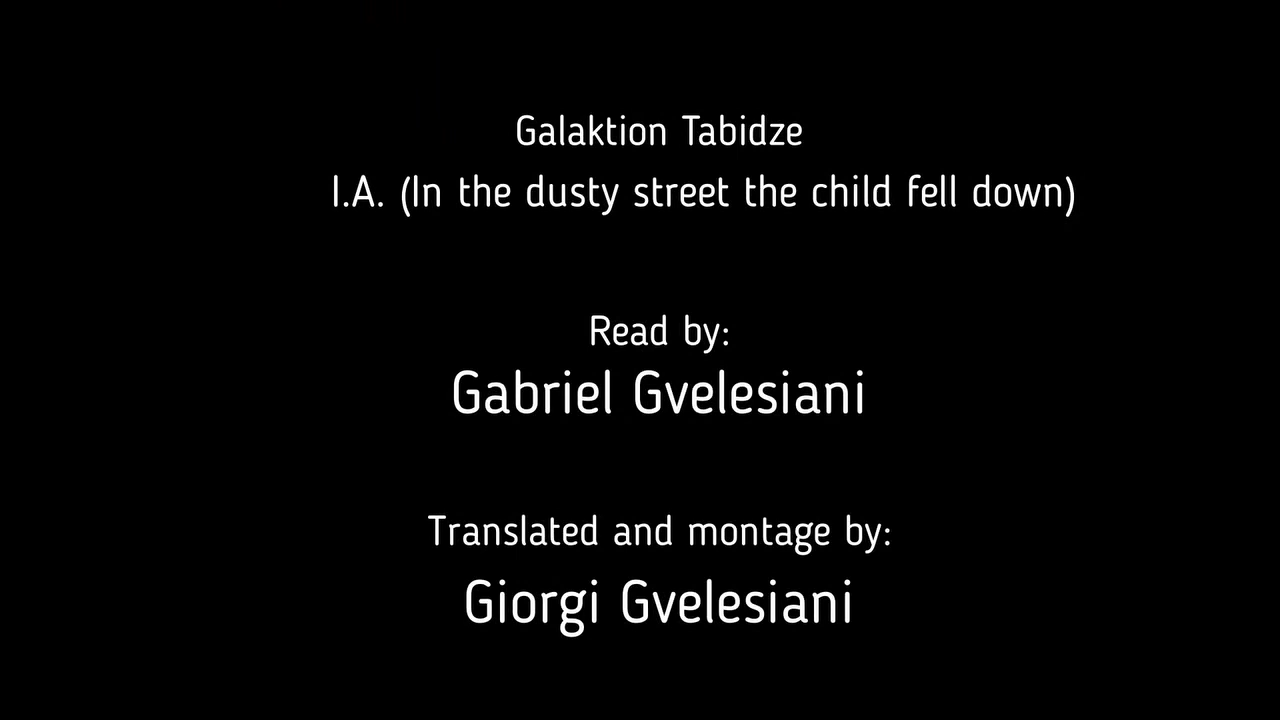 Galaktion Tabidze
I.A. (In the dusty street the child fell down)
Read by:
Gabriel Gvelesiani
Translated and montage by:
Giorgi Gvelesiani